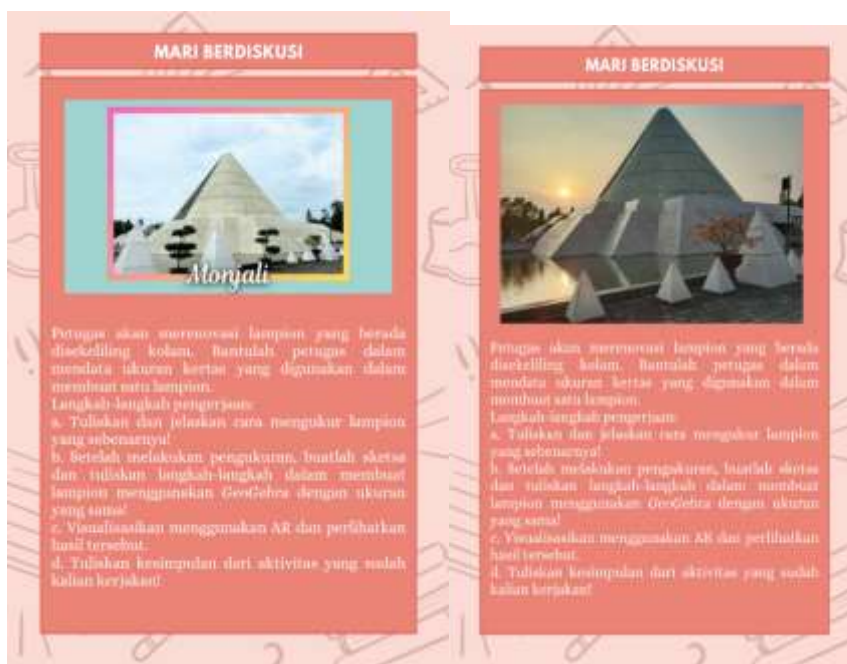 MARI BERDISKUSI
Monjali
Petugas akan merenovasi lampion yang berada
disekeliling kolam. Bantulah petugas dalam
mendata ukuran kertas yang digunakan dalam
membuat satu lampion.
Langkah-langkah pengerjaan:
a. Tuliskan dan jelaskan cara mengukur lampion
yang sebenarnya!
b. Setelah melakukan pengukuran, buatlah sketsa
dan tuliskan langkah-langkah dalam membuat
lampion menggunakan GeoGebra dengan ukuran
yang sama!
c. Visualisasikan menggunakan AR dan perlihatkan
hasil tersebut.
d. Tuliskan kesimpulan dari aktivitas yang sudah
kalian kerjakan!
MARI BERDISKUSI
Petugas akan merenovasi lampion yang berada
disekeliling kolam. Bantulah petugas dalam
mendata ukuran kertas yang digunakan dalam
membuat satu lampion.
Langkah-langkah pengerjaan:
a. Tuliskan dan jelaskan cara mengukur lampion
yang sebenarnya!
b. Setelah melakukan pengukuran, buatlah sketsa
dan tuliskan langkah-langkah dalam membuat
lampion menggunakan GeoGebra dengan ukuran
yang sama!
c. Visualisasikan menggunakan AR dan perlihatkan
hasil tersebut.
d. Tuliskan kesimpulan dari aktivitas yang sudah
kalian kerjakan!